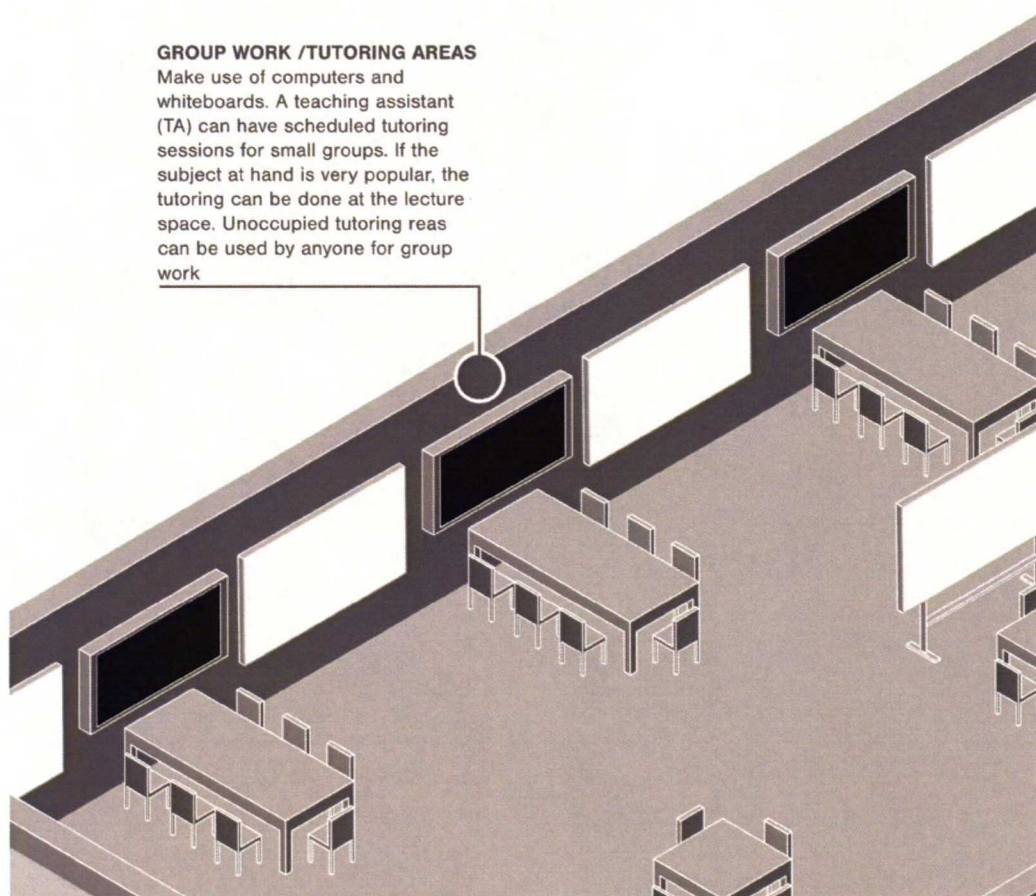 GROUP WORK /TUTORING AREAS
Make use of computers and
whiteboards. A teaching assistant
(TA) can have scheduled tutoring
sessions for small groups. If the
subject at hand is very popular, the
tutoring can be done at the lecture
space. Unoccupied tutoring reas
can be used by anyone for group
work